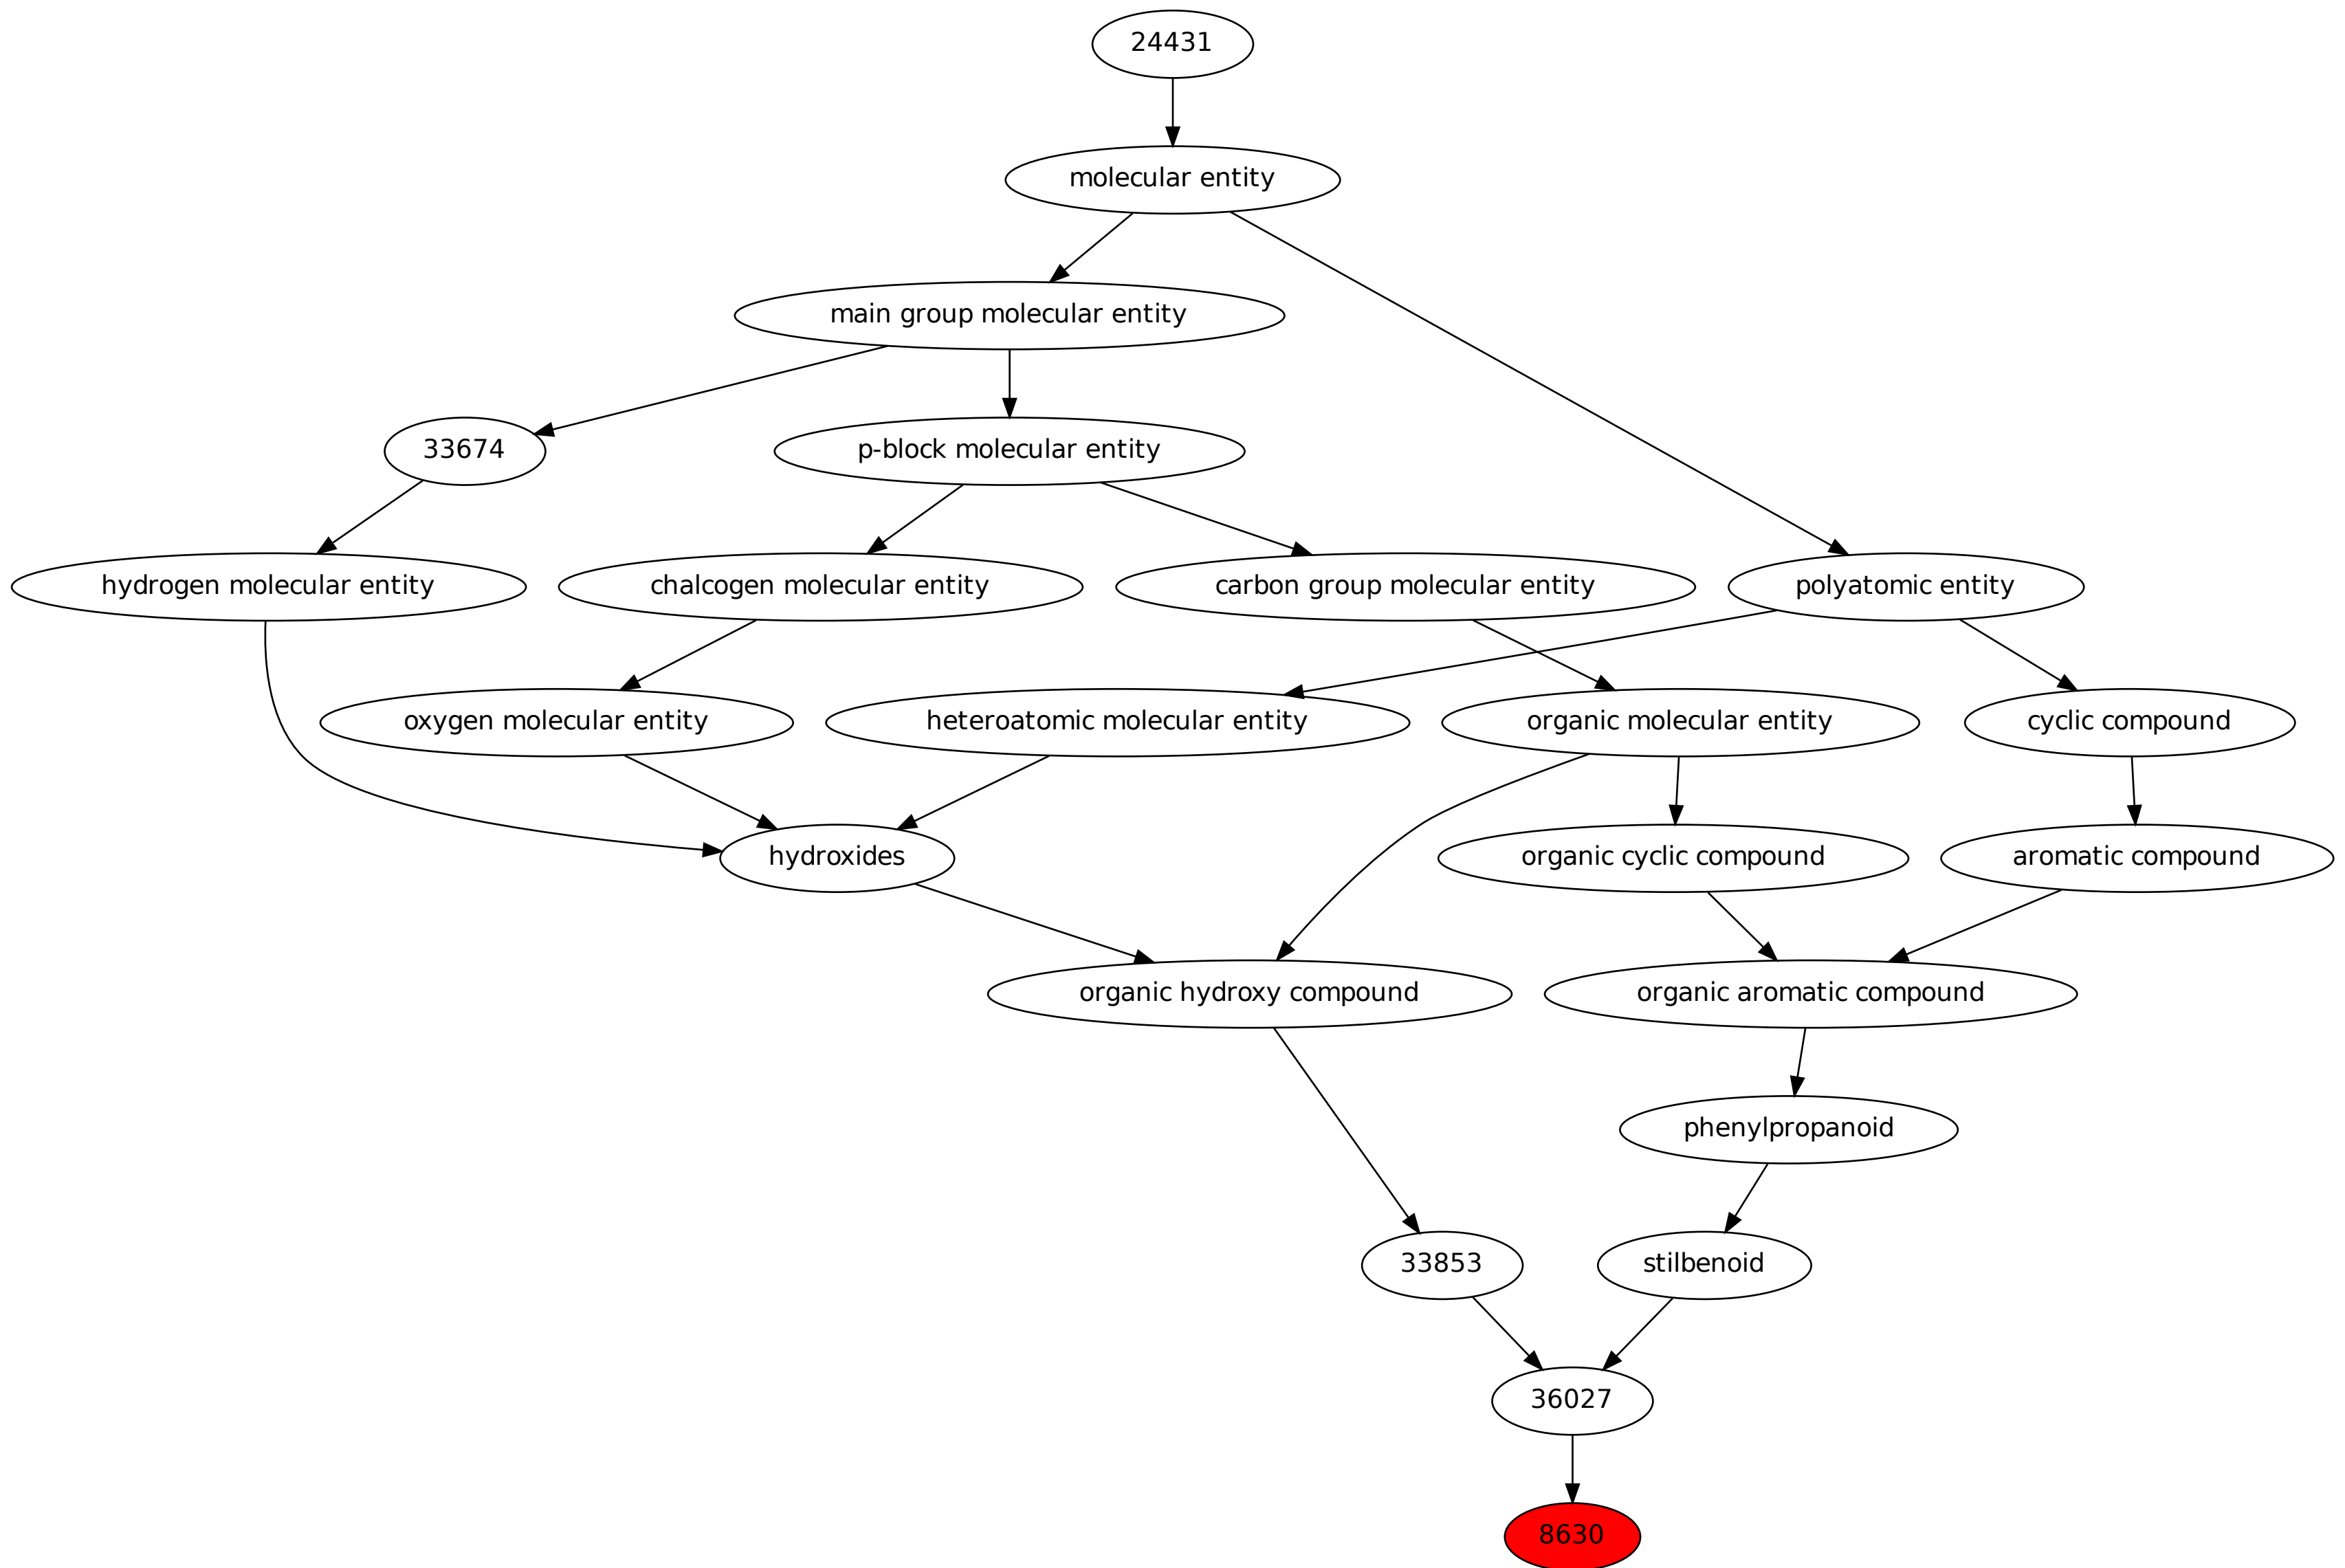 24431
molecular entity
main group molecular entity
33674
p-block molecular entity
hydrogen molecular entity
chalcogen molecular entity
carbon group molecular entity
polyatomic entity
oxygen molecular entity
heteroatomic molecular entity
organic molecular entity
cyclic compound
hydroxides
organic cyclic compound
aromatic compound
organic hydroxy compound
organic aromatic compound
phenylpropanoid
33853
stilbenoid
36027
8630